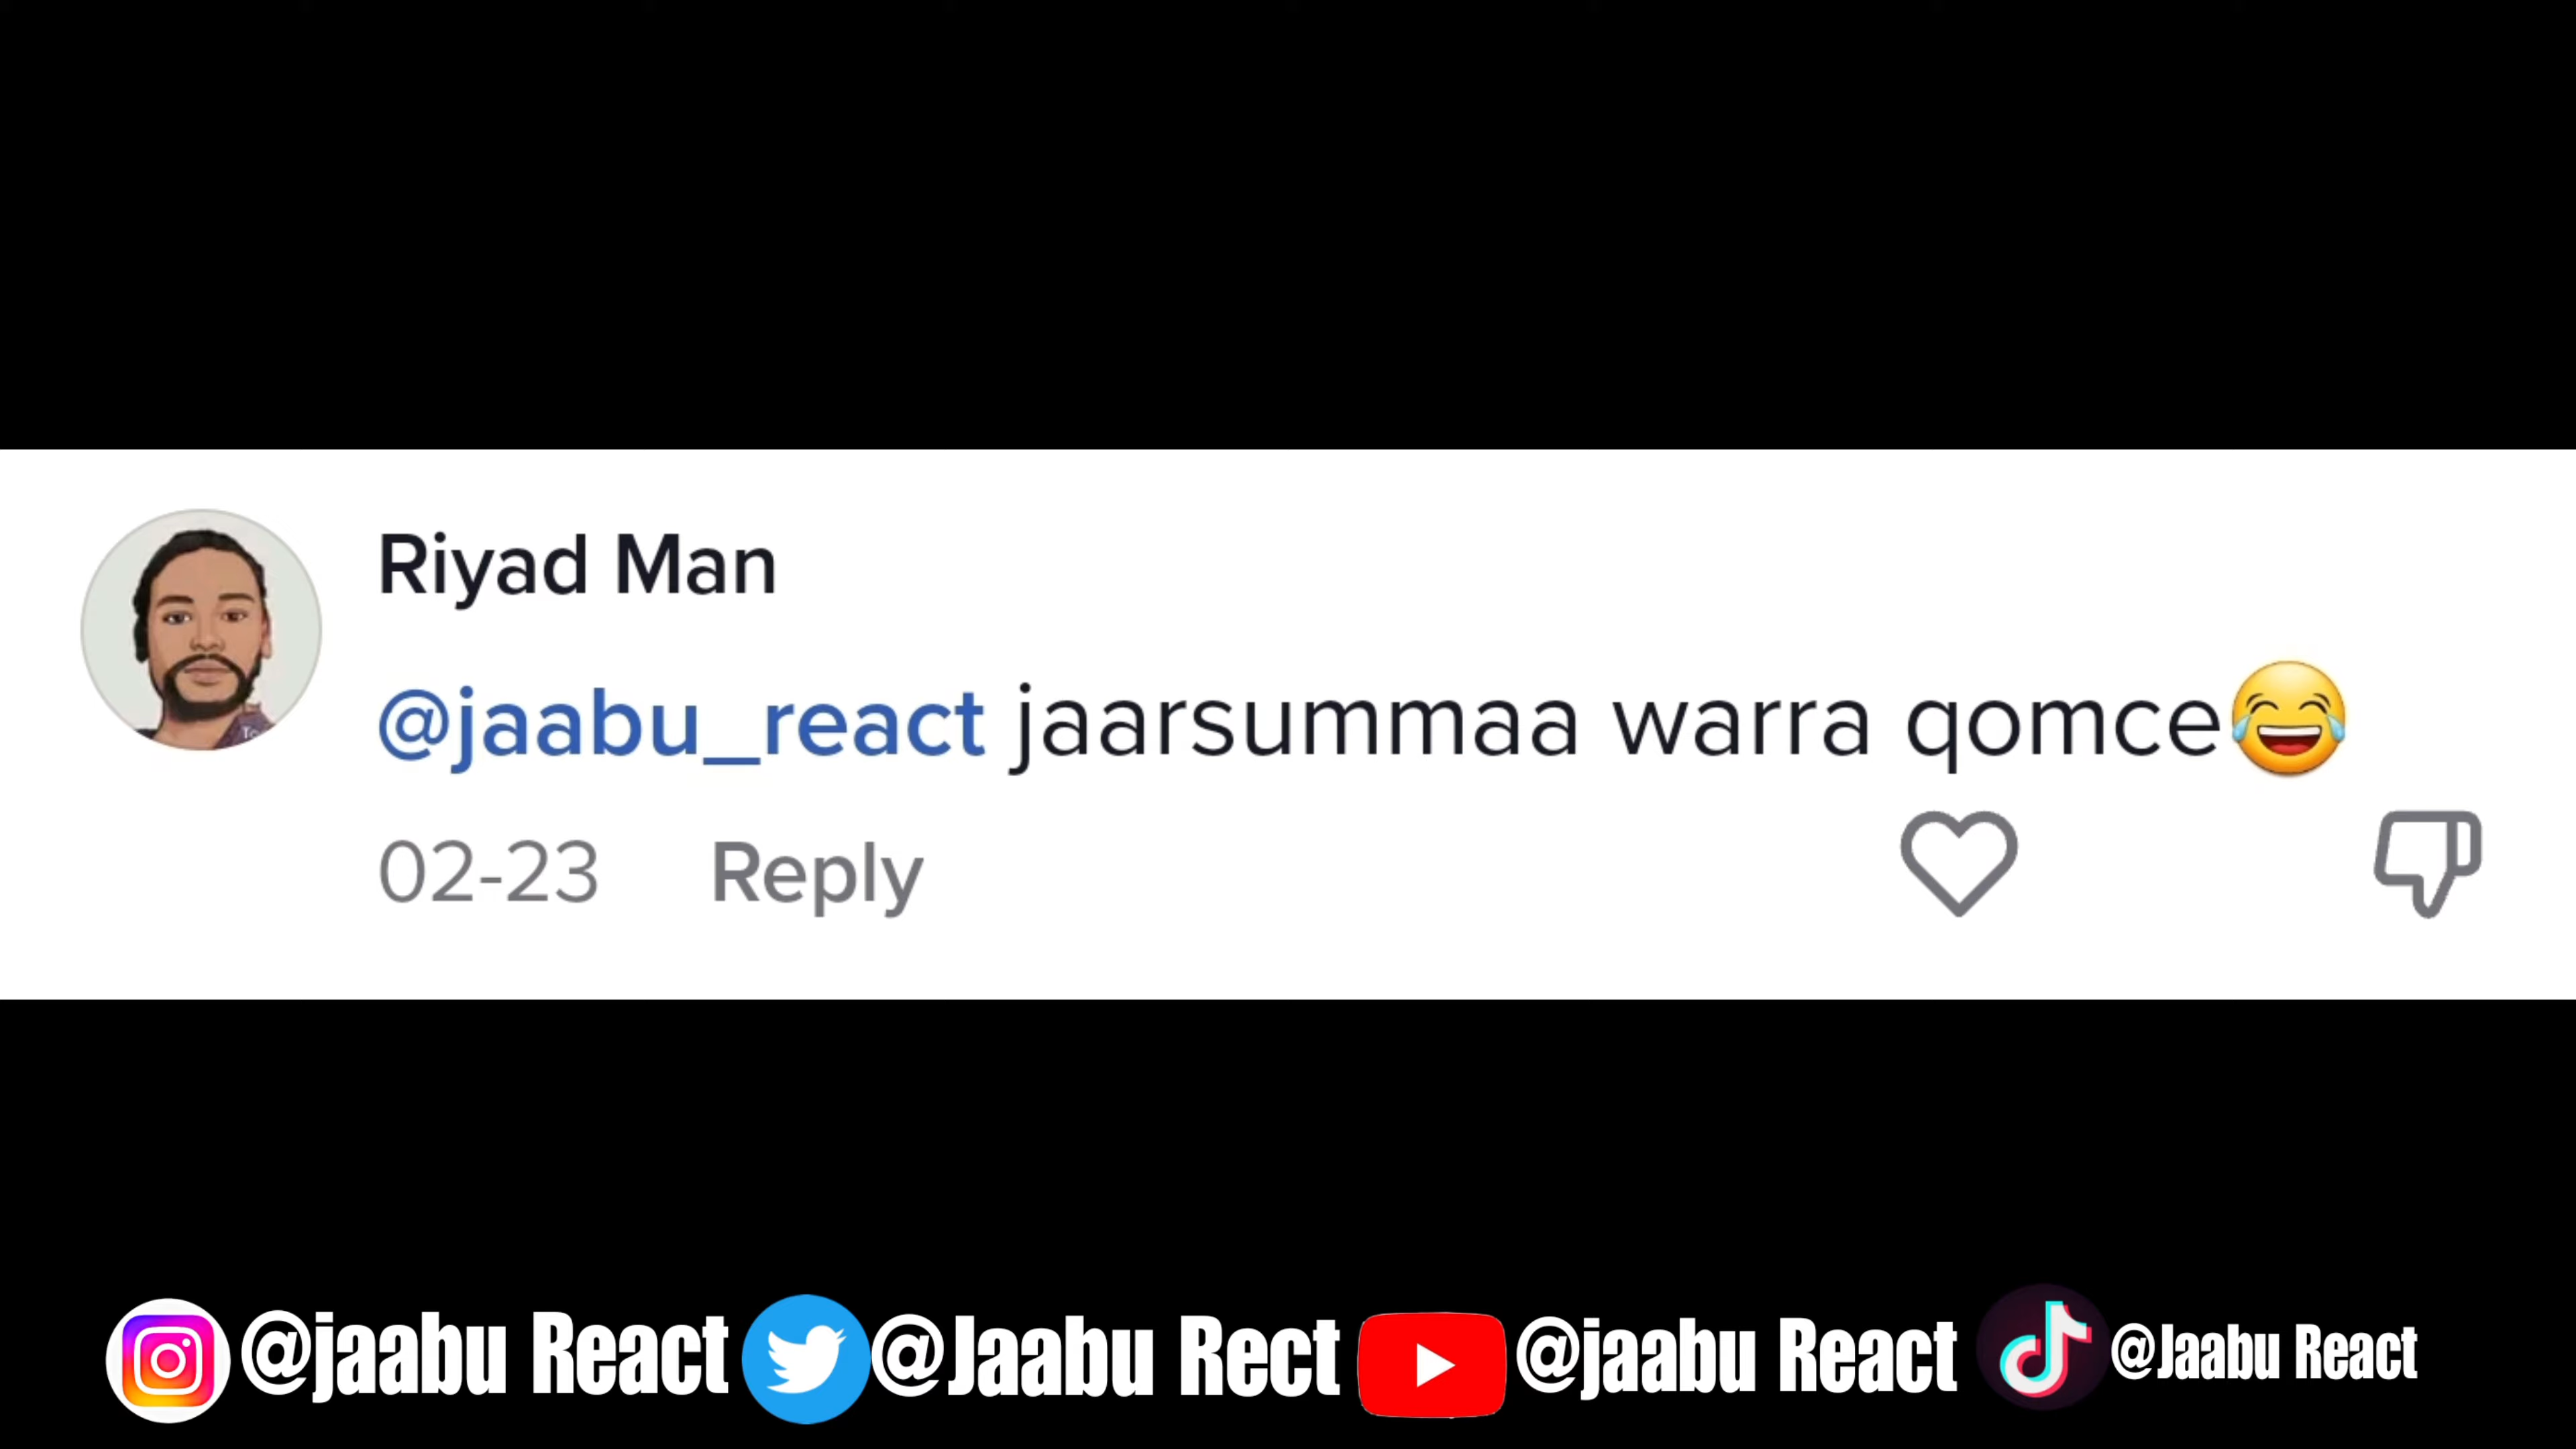 Riyad Man
@jaabu_react jaarsummaa warra qomce😂
02-23 Reply
@jaabu React @Jaabu Rect @jaabu React @Jaabu React